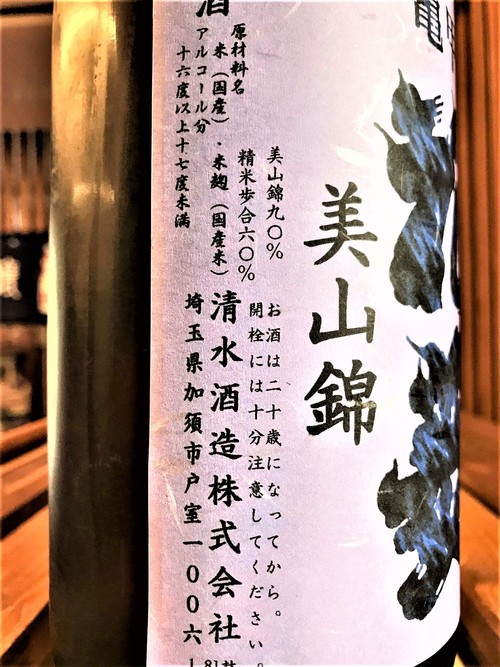 美山錦
美山錦九〇%
精米歩合六〇%
原材料名
米(国産)・米麹(国産米)
アルコール分
十六度以上十七度未満
お酒は二十歳になってから。
開栓には十分注意してください。
清水酒造株式会社
埼玉県加須市戸室一〇〇六